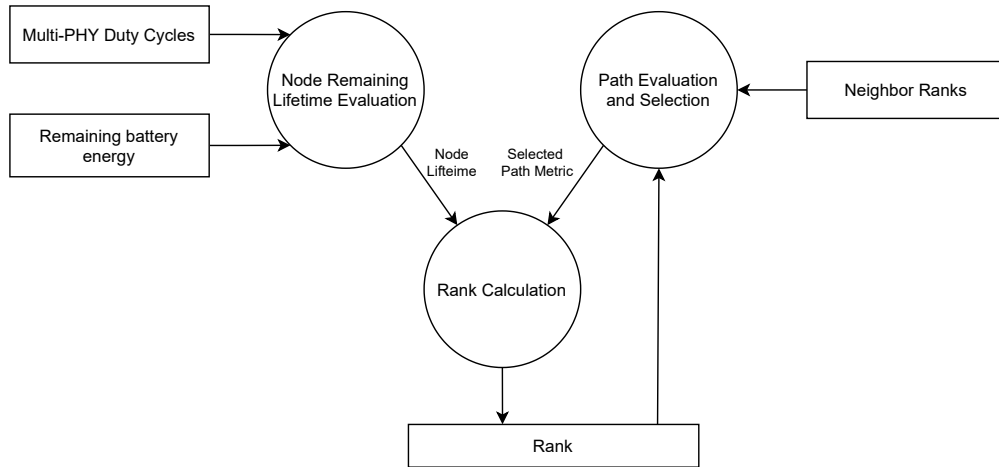 Multi-PHY Duty Cycles
Node Remaining
Lifetime Evaluation
Path Evaluation
and Selection
Neighbor Ranks
Remaining battery
energy
Node
Lifteime
Selected
Path Metric
Rank Calculation
Rank